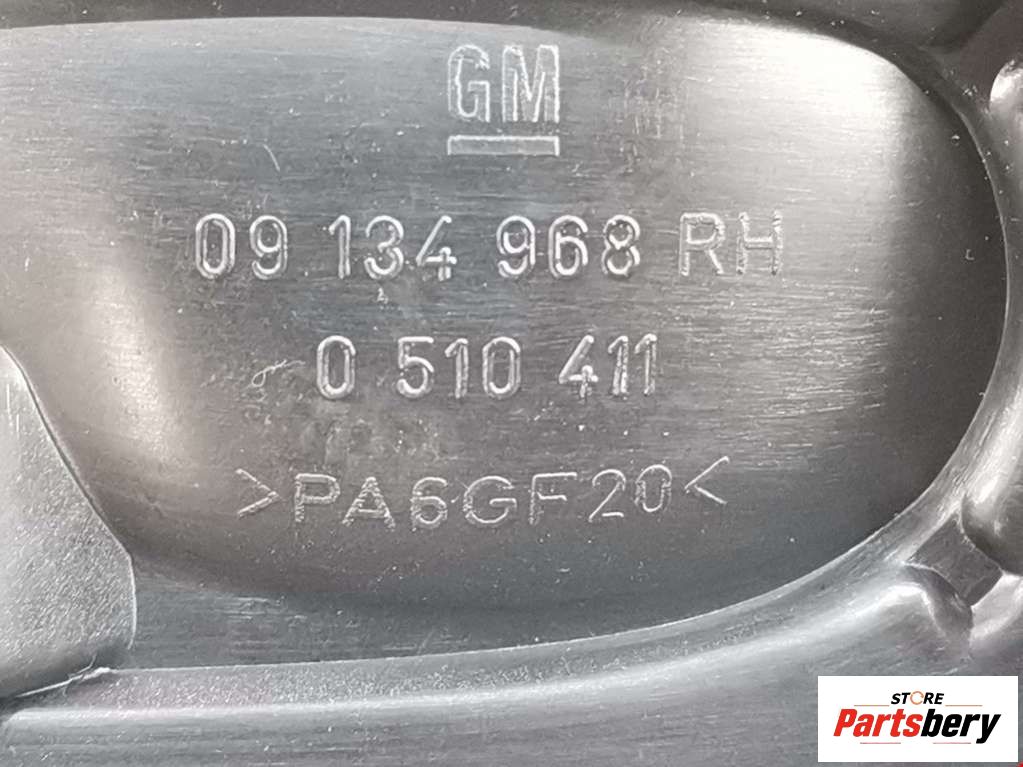 GM
09 134 968 RH
0 510 411
>PA6GF20<
STORE
Partsbery